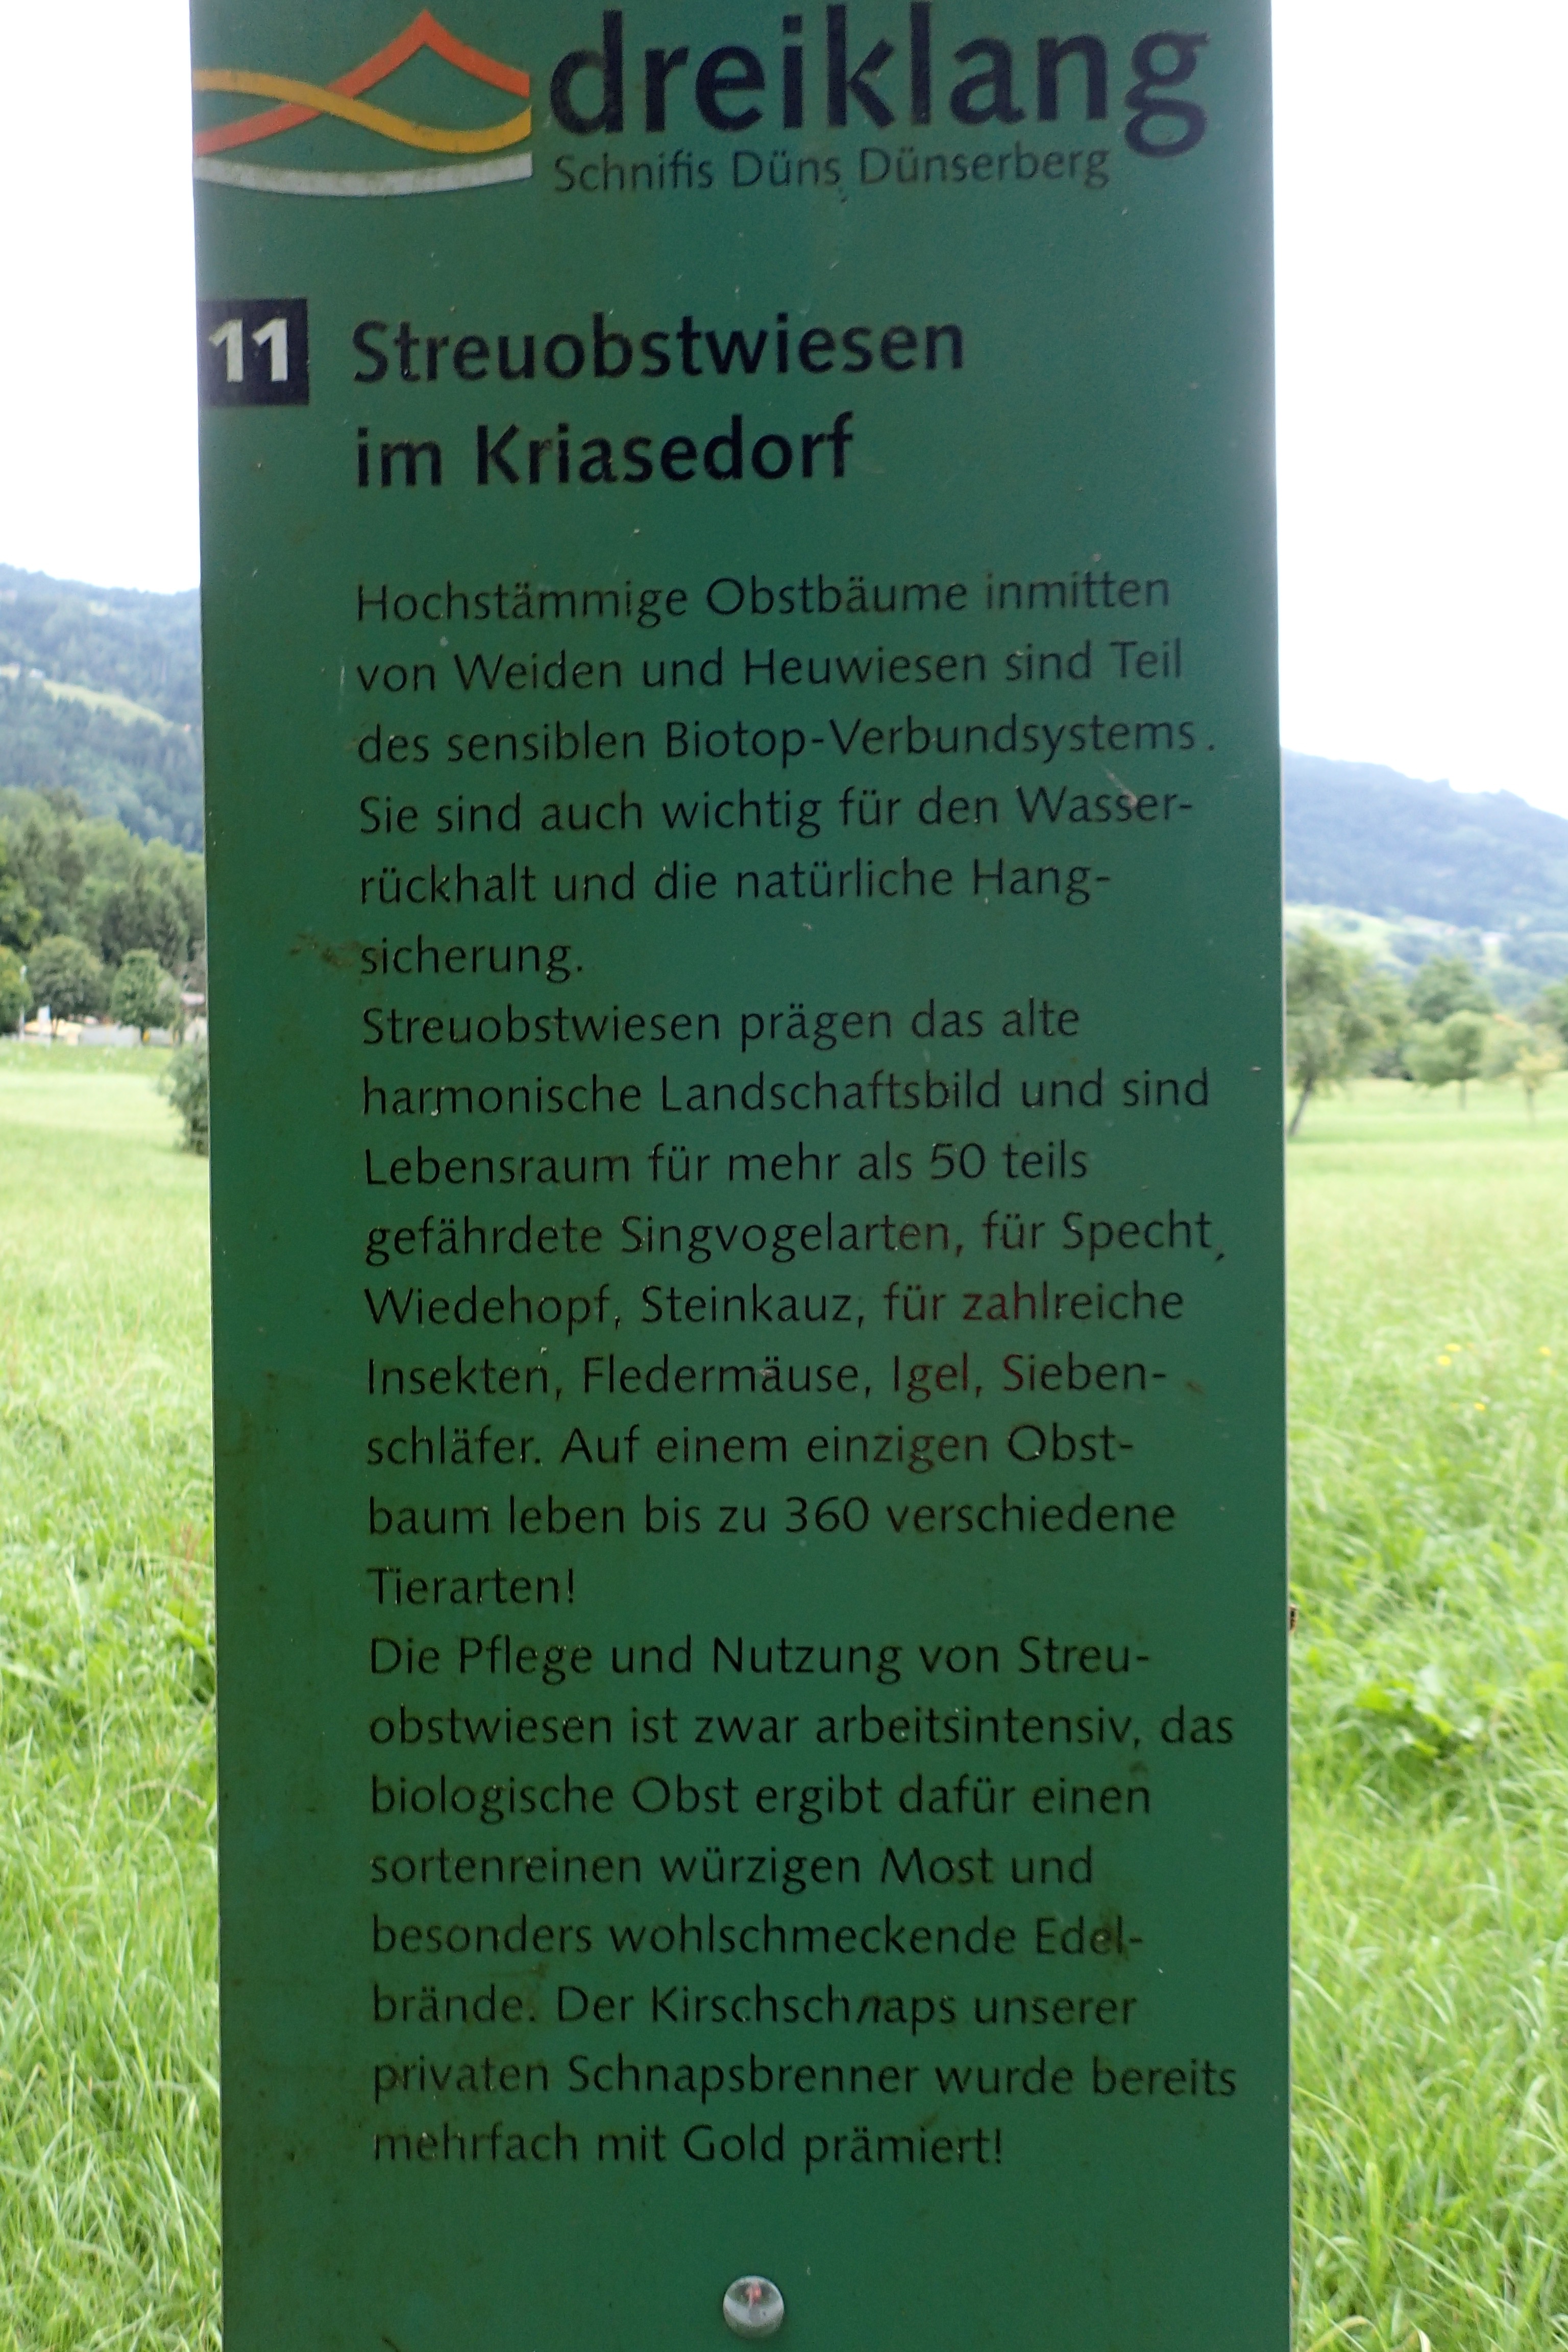 dreiklang
Schnifis Düns Dünserberg
11 Streuobstwiesen
im Kriasedorf
Hochstämmige Obstbäume inmitten
von Weiden und Heuwiesen sind Teil
des sensiblen Biotop-Verbundsystems.
Sie sind auch wichtig für den Wasser-
rückhalt und die natürliche Hang-
sicherung.
Streuobstwiesen prägen das alte
harmonische Landschaftsbild und sind
Lebensraum für mehr als 50 teils
gefährdete Singvogelarten, für Specht,
Wiedehopf, Steinkauz, für zahlreiche
Insekten, Fledermäuse, Igel, Sieben-
schläfer. Auf einem einzigen Obst-
baum leben bis zu 360 verschiedene
Tierarten!
Die Pflege und Nutzung von Streu-
obstwiesen ist zwar arbeitsintensiv, das
biologische Obst ergibt dafür einen
sortenreinen würzigen Most und
besonders wohlschmeckende Edel-
brände. Der Kirschschnaps unserer
privaten Schnapsbrenner wurde bereits
mehrfach mit Gold prämiert!